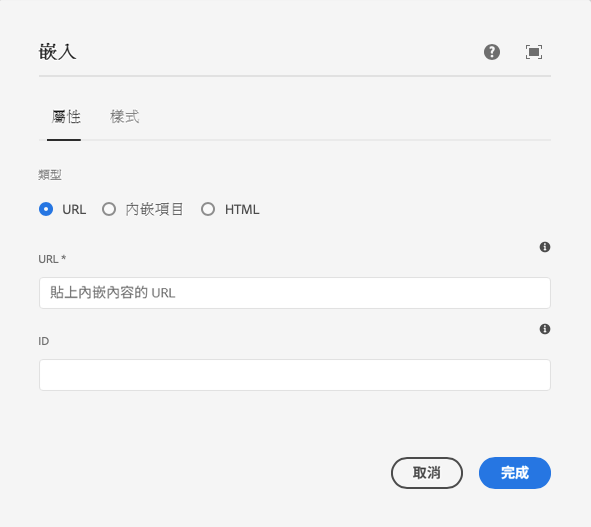 嵌入
屬性 樣式
類型
URL 內嵌項目 HTML
URL *
貼上內嵌內容的 URL
ID
取消 完成